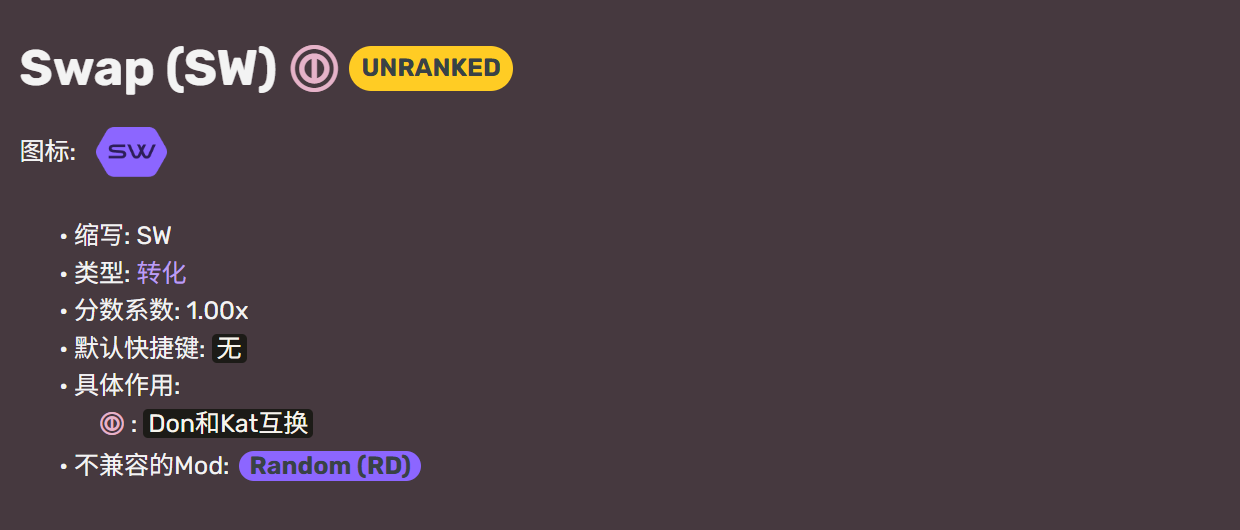 Swap (SW) UNRANKED
图标: SW
• 缩写: SW
• 类型: 转化
• 分数系数: 1.00x
• 默认快捷键: 无
• 具体作用:
: Don和Kat互换
• 不兼容的Mod: Random (RD)